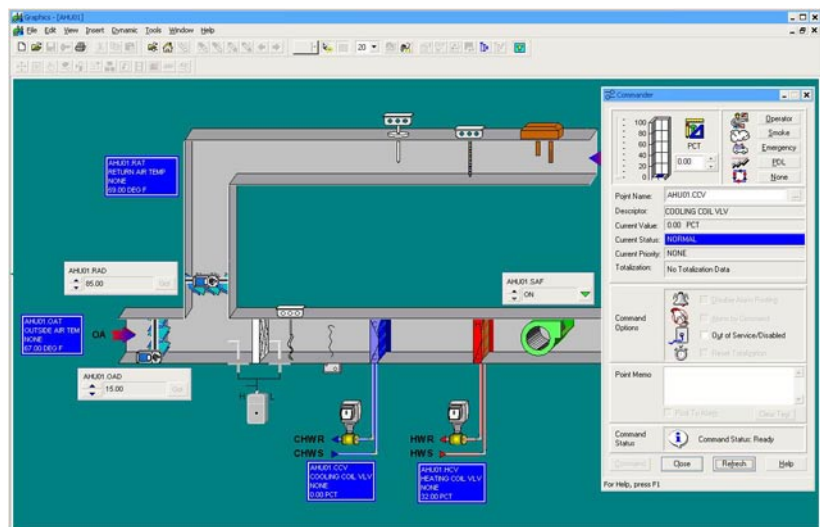 Graphics - [AHU01]
File Edit View Insert Dynamic Tools Window Help
20
Commander
100
80
60
40
20
0
PCT
0.00
Operator
Smoke
Emergency
PDL
None
Point Name: AHU01.CCV
Descriptor: COOLING COIL VLV
Current Value: 0.00 PCT
Current Status: NORMAL
Current Priority: NONE
Totalization: No Totalization Data
Command Options
Disable Alarm Routing
Alarm by Command
Out of Service/Disabled
Reset Totalization
Point Memo
Command Status
Command Status: Ready
Command Close Refresh Help
For Help, press F1
AHU01.RAT
RETURN AIR TEMP
NONE
69.00 DEG F
AHU01.RAD
85.00
AHU01.SAF
ON
AHU01.OAT
OUTSIDE AIR TEM
NONE
67.00 DEG F
OA
AHU01.OAD
15.00
H L
CHWR
CHWS
HWR
HWS
AHU01.CCV
COOLING COIL VLV
NONE
0.00 PCT
AHU01.HCV
HEATING COIL VLV
NONE
32.00 PCT